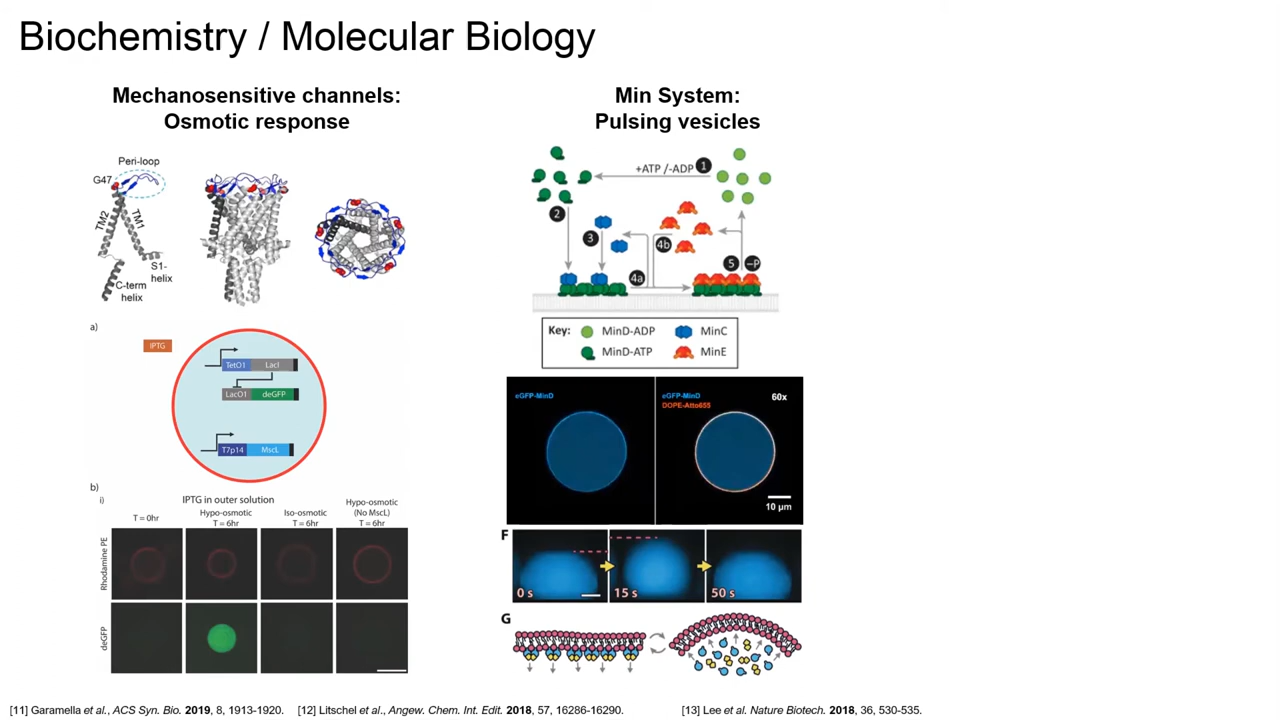 Biochemistry / Molecular Biology
Mechanosensitive channels:
Osmotic response
Peri-loop
G47
TM2
TM1
S1-
helix
C-term
helix
a)
IPTG
TetO1 LacI
LacO1 deGFP
T7p14 MscL
b)
i)
IPTG in outer solution
T = 0hr
Hypo-osmotic
T = 6hr
Iso-osmotic
T = 6hr
Hypo-osmotic
(No MscL)
T = 6hr
Rhodamine PE
deGFP
Min System:
Pulsing vesicles
+ATP /-ADP 1
2
3
4a
4b
5 –P
Key: MinD-ADP MinC
MinD-ATP MinE
eGFP-MinD
eGFP-MinD
DOPE-Atto655
60x
10 µm
F
0 s
15 s
50 s
G
[11] Garamella et al., ACS Syn. Bio. 2019, 8, 1913-1920. [12] Litschel et al., Angew. Chem. Int. Edit. 2018, 57, 16286-16290. [13] Lee et al. Nature Biotech. 2018, 36, 530-535.